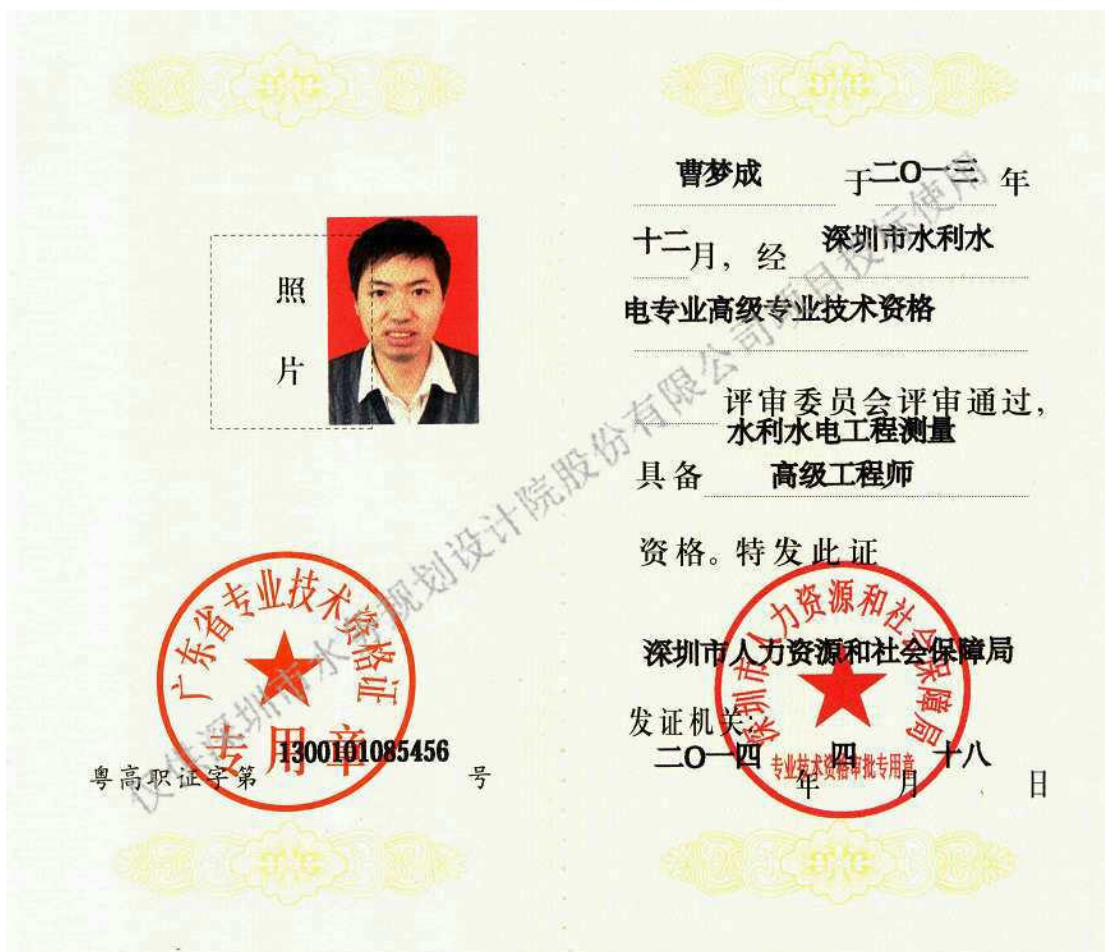 照
片
广东省专业技术资格证
专用章
粤高职证字第 1300101085456 号
曹梦成 于二〇一三年
十二月，经 深圳市水利水
电专业高级专业技术资格
评审委员会评审通过，
水利水电工程测量
具备 高级工程师
资格。特发此证
深圳市人力资源和社会保障局
深圳市人力资源和社会保障局
发证机关：
专业技术资格审批专用章
二〇一四年四月十八日
仅供深圳市水务规划设计院股份有限公司项目投标使用